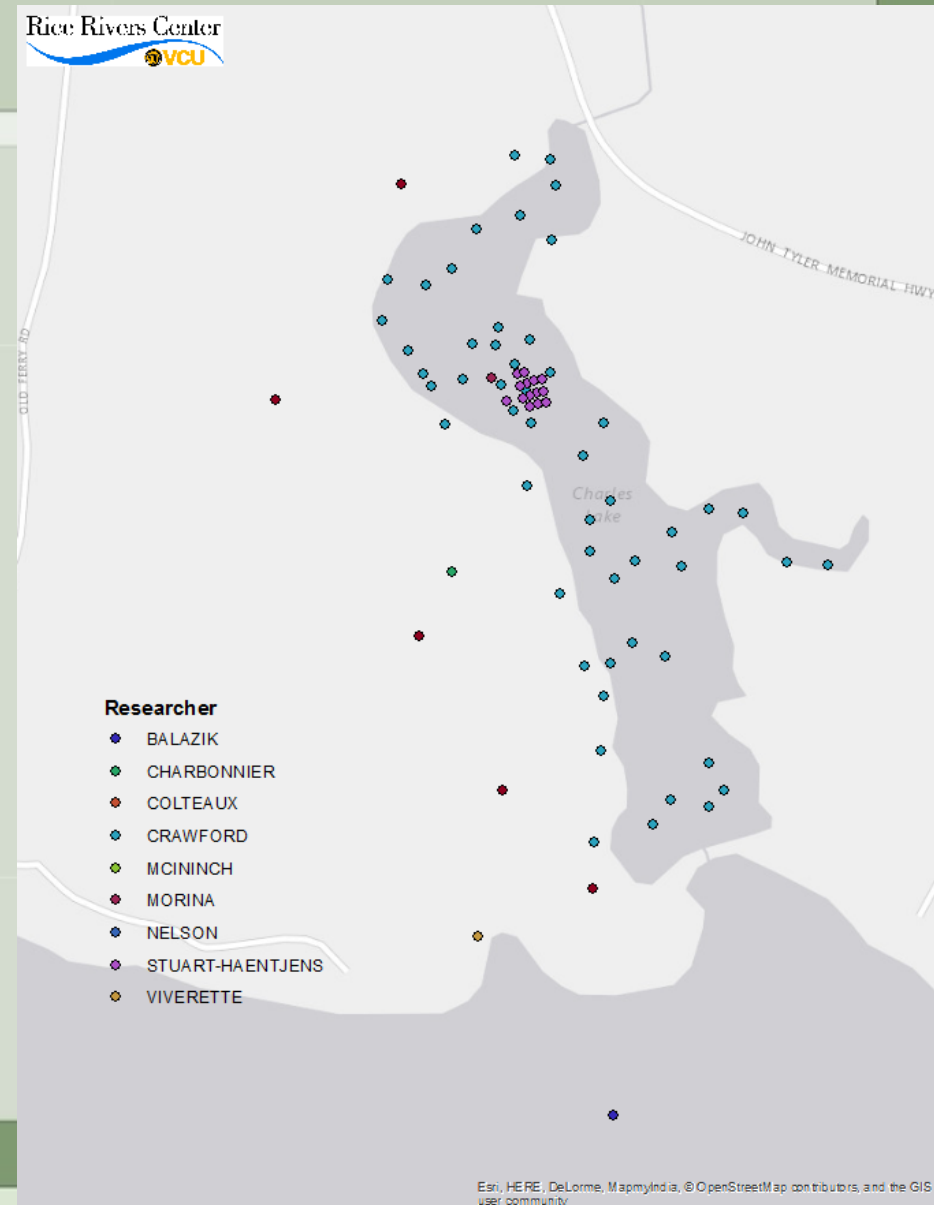 Rice Rivers Center
VCU
JOHN TYLER MEMORIAL HWY
OLD FERRY RD
Charles
Lake
Researcher
BALAZIK
CHARBONNIER
COLTEAUX
CRAWFORD
MCININCH
MORINA
NELSON
STUART-HAENTJENS
VIVERETTE
Esri, HERE, DeLorme, MapmyIndia, © OpenStreetMap contributors, and the GIS
user community